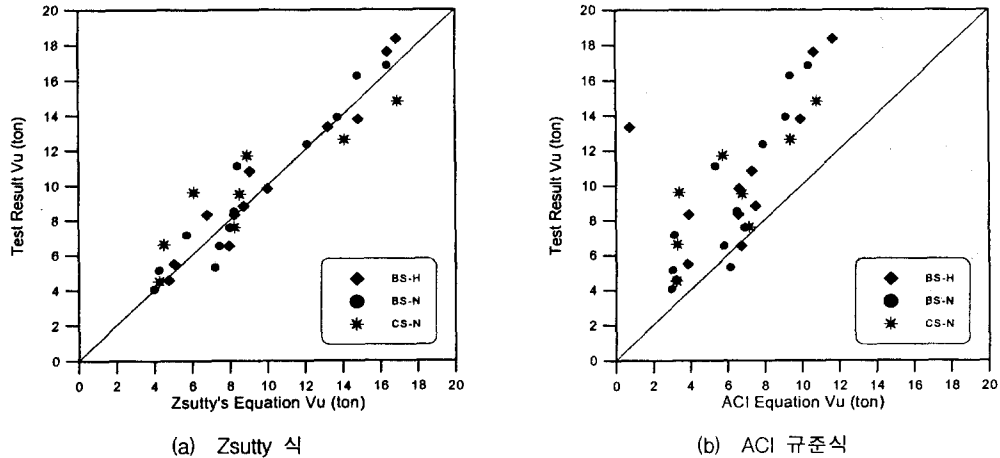 Test Result Vu (ton)
20
18
16
14
12
10
8
6
4
2
0
BS-H
BS-N
CS-N
0 2 4 6 8 10 12 14 16 18 20
Zsutty's Equation Vu (ton)
(a) Zsutty 식
Test Result Vu (ton)
20
18
16
14
12
10
8
6
4
2
0
BS-H
BS-N
CS-N
0 2 4 6 8 10 12 14 16 18 20
ACI Equation Vu (ton)
(b) ACI 규준식